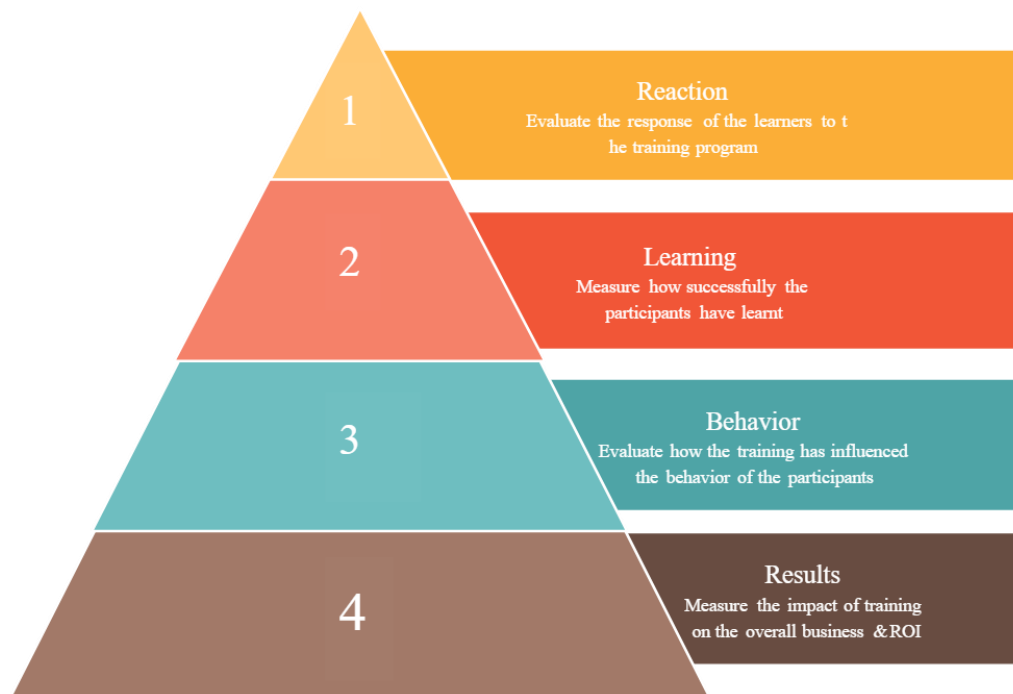 1
Reaction
Evaluate the response of the learners to t
he training program
2
Learning
Measure how successfully the
participants have learnt
3
Behavior
Evaluate how the training has influenced
the behavior of the participants
4
Results
Measure the impact of training
on the overall business & ROI